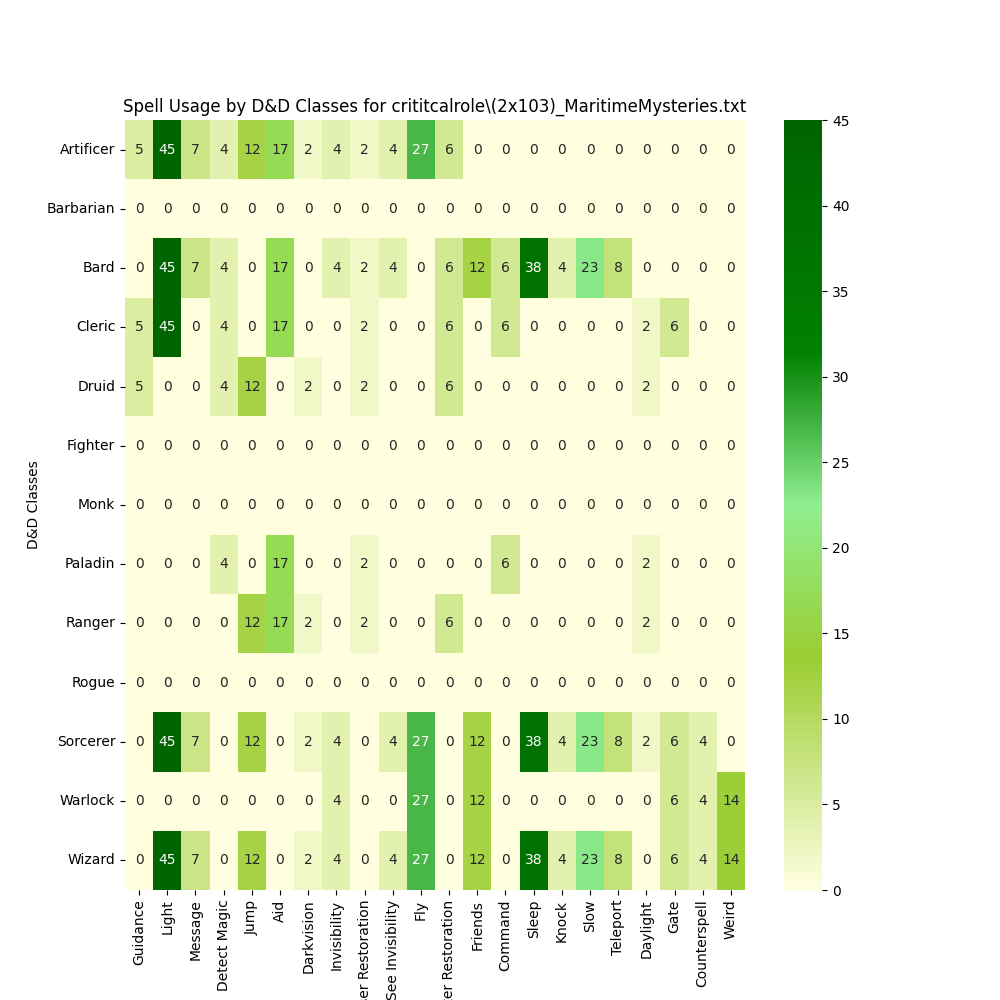 Spell Usage by D&D Classes for crititcalrole\(2x103)_MaritimeMysteries.txt
D&D Classes
Artificer 5 45 7 4 12 17 2 4 2 4 27 6 0 0 0 0 0 0 0 0 0 0
Barbarian 0 0 0 0 0 0 0 0 0 0 0 0 0 0 0 0 0 0 0 0 0 0
Bard 0 45 7 4 0 17 0 4 2 4 0 6 12 6 38 4 23 8 0 0 0 0
Cleric 5 45 0 4 0 17 0 0 2 0 0 6 0 6 0 0 0 0 2 6 0 0
Druid 5 0 0 4 12 0 2 0 2 0 0 6 0 0 0 0 0 0 2 0 0 0
Fighter 0 0 0 0 0 0 0 0 0 0 0 0 0 0 0 0 0 0 0 0 0 0
Monk 0 0 0 0 0 0 0 0 0 0 0 0 0 0 0 0 0 0 0 0 0 0
Paladin 0 0 0 4 0 17 0 0 2 0 0 0 0 6 0 0 0 0 2 0 0 0
Ranger 0 0 0 0 12 17 2 0 2 0 0 6 0 0 0 0 0 0 2 0 0 0
Rogue 0 0 0 0 0 0 0 0 0 0 0 0 0 0 0 0 0 0 0 0 0 0
Sorcerer 0 45 7 0 12 0 2 4 0 4 27 0 12 0 38 4 23 8 2 6 4 0
Warlock 0 0 0 0 0 0 0 4 0 0 27 0 12 0 0 0 0 0 0 6 4 14
Wizard 0 45 7 0 12 0 2 4 0 4 27 0 12 0 38 4 23 8 0 6 4 14
Guidance
Light
Message
Detect Magic
Jump
Aid
Darkvision
Invisibility
er Restoration
See Invisibility
Fly
er Restoration
Friends
Command
Sleep
Knock
Slow
Teleport
Daylight
Gate
Counterspell
Weird
45
40
35
30
25
20
15
10
5
0